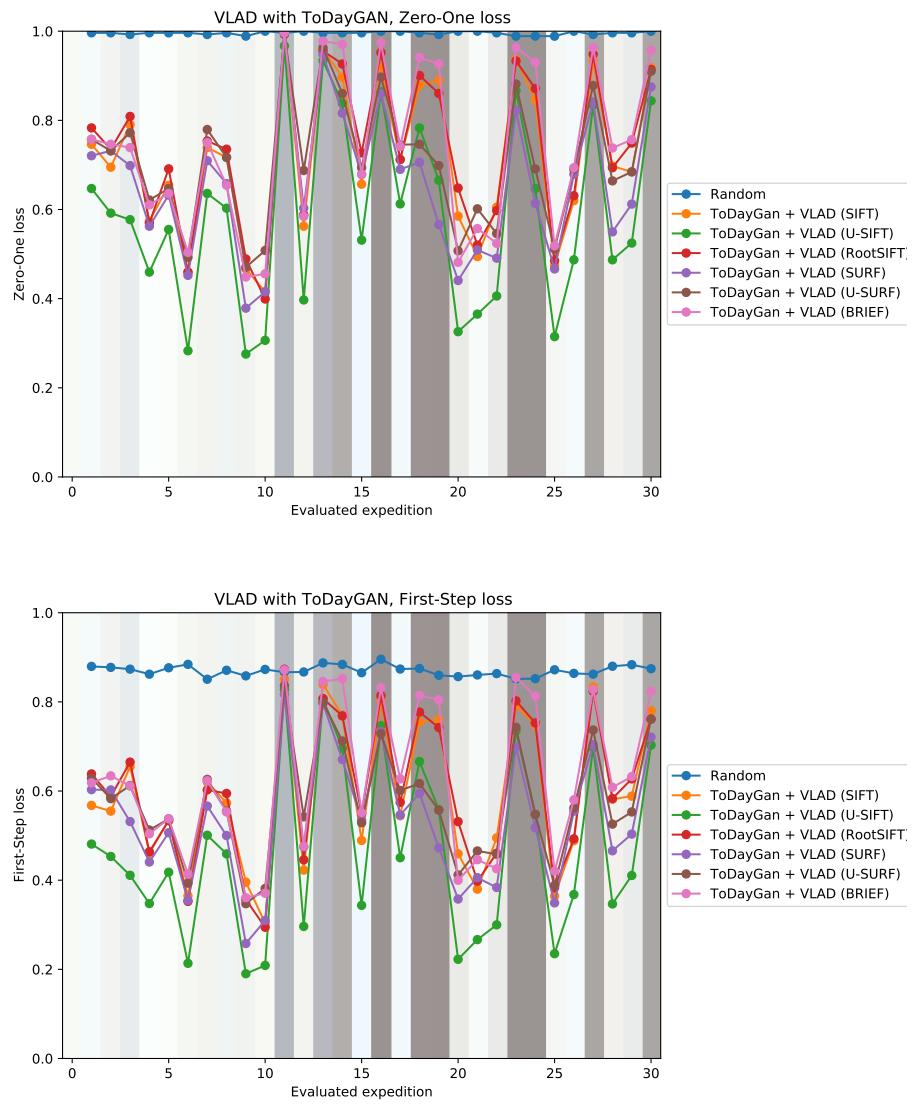 VLAD with ToDayGAN, Zero-One loss
1.0
0.8
0.6
0.4
0.2
0.0
Zero-One loss
0 5 10 15 20 25 30
Evaluated expedition
Random
ToDayGan + VLAD (SIFT)
ToDayGan + VLAD (U-SIFT)
ToDayGan + VLAD (RootSIFT)
ToDayGan + VLAD (SURF)
ToDayGan + VLAD (U-SURF)
ToDayGan + VLAD (BRIEF)
VLAD with ToDayGAN, First-Step loss
1.0
0.8
0.6
0.4
0.2
0.0
First-Step loss
0 5 10 15 20 25 30
Evaluated expedition
Random
ToDayGan + VLAD (SIFT)
ToDayGan + VLAD (U-SIFT)
ToDayGan + VLAD (RootSIFT)
ToDayGan + VLAD (SURF)
ToDayGan + VLAD (U-SURF)
ToDayGan + VLAD (BRIEF)